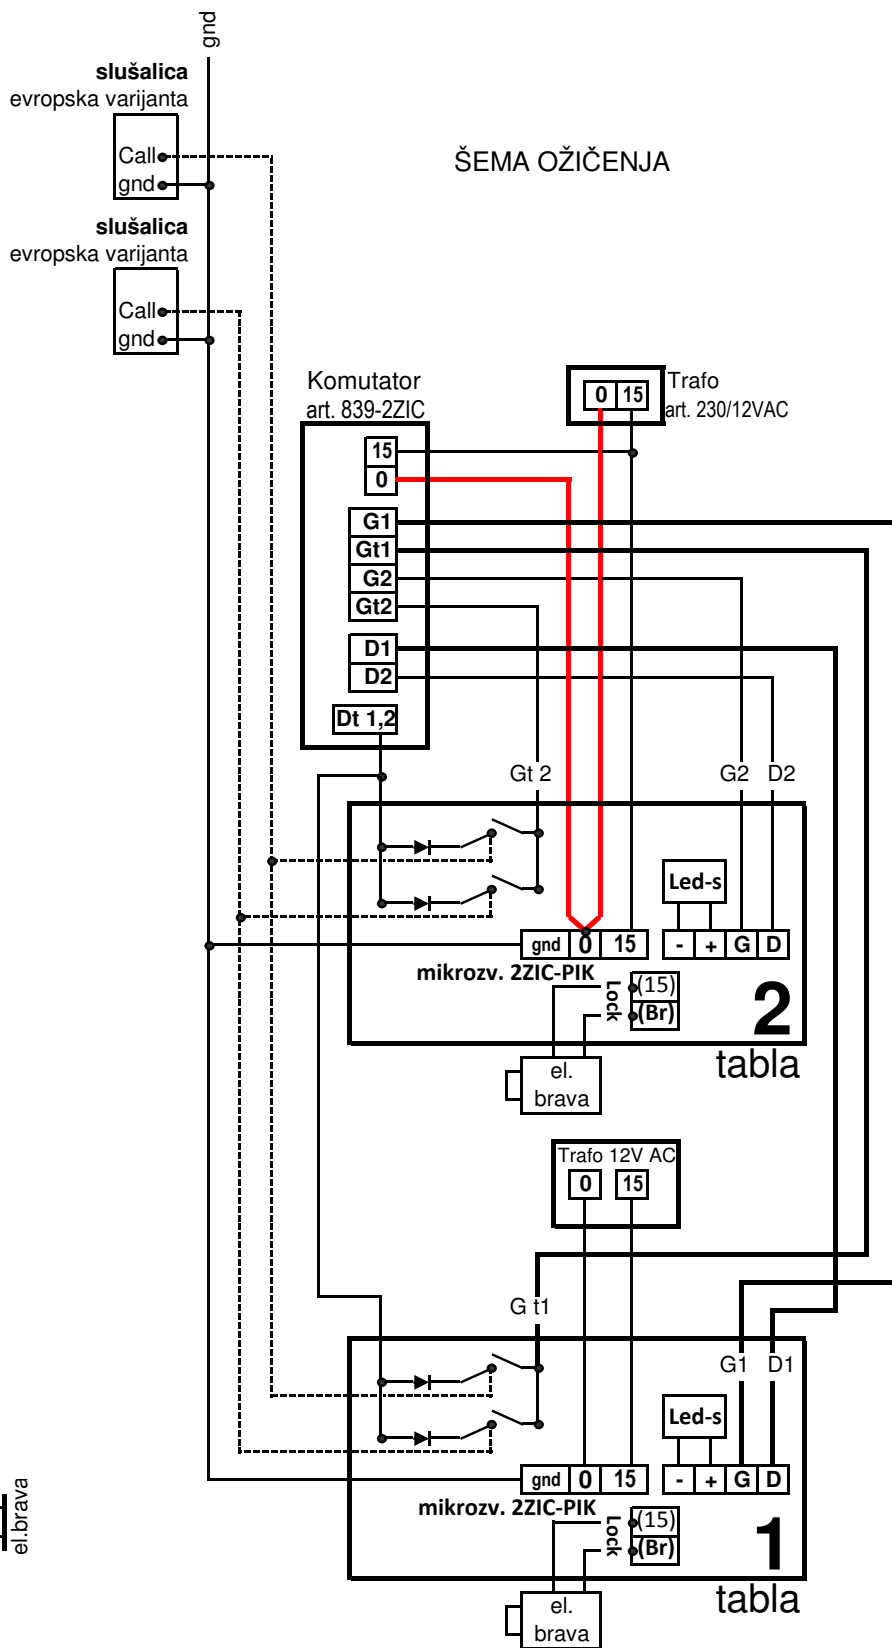 gnd
slušalica
evropska varijanta
Call
gnd
ŠEMA OŽIČENJA
slušalica
evropska varijanta
Call
gnd
Komutator
art. 839-2ZIC
15
0
G1
Gt1
G2
Gt2
D1
D2
Dt 1,2
0 15
Trafo
art. 230/12VAC
Gt 2
G2 D2
Led-s
gnd 0 15
- + G D
mikrozv. 2ZIC-PIK
Lock
(15)
(Br)
2
tabla
el.
brava
Trafo 12V AC
0 15
G t1
G1 D1
Led-s
gnd 0 15
- + G D
mikrozv. 2ZIC-PIK
Lock
(15)
(Br)
1
tabla
el.
brava
el.brava